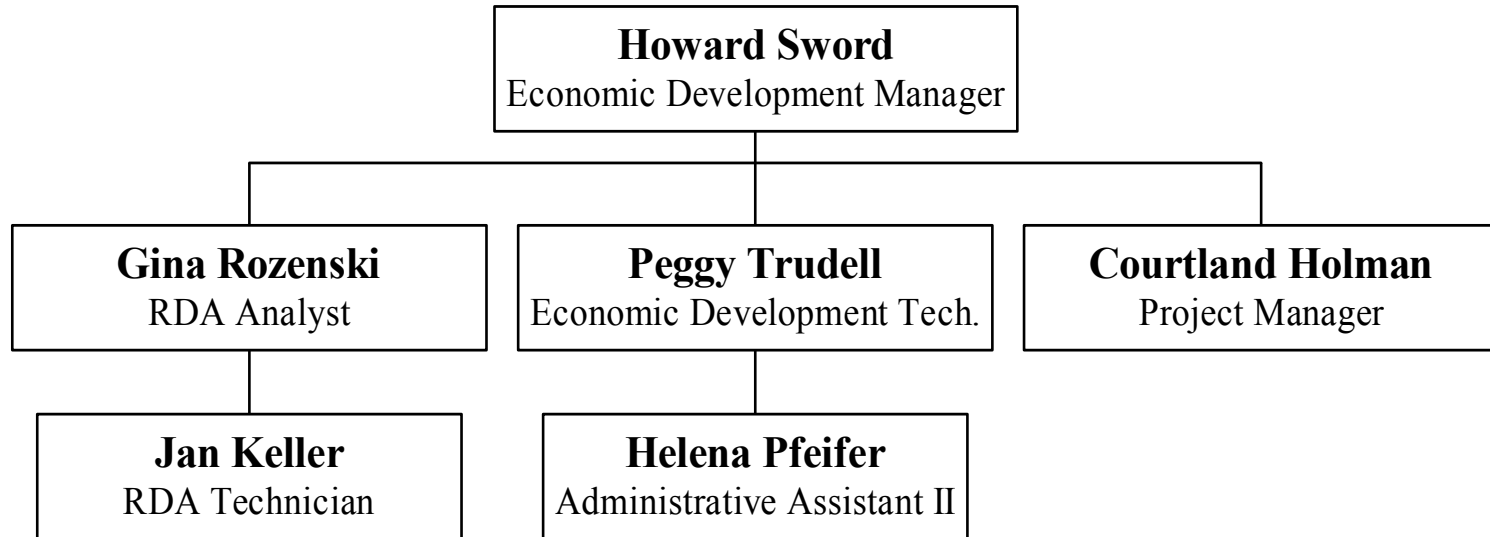 Howard Sword
Economic Development Manager
Gina Rozenski
RDA Analyst
Peggy Trudell
Economic Development Tech.
Courtland Holman
Project Manager
Jan Keller
RDA Technician
Helena Pfeifer
Administrative Assistant II